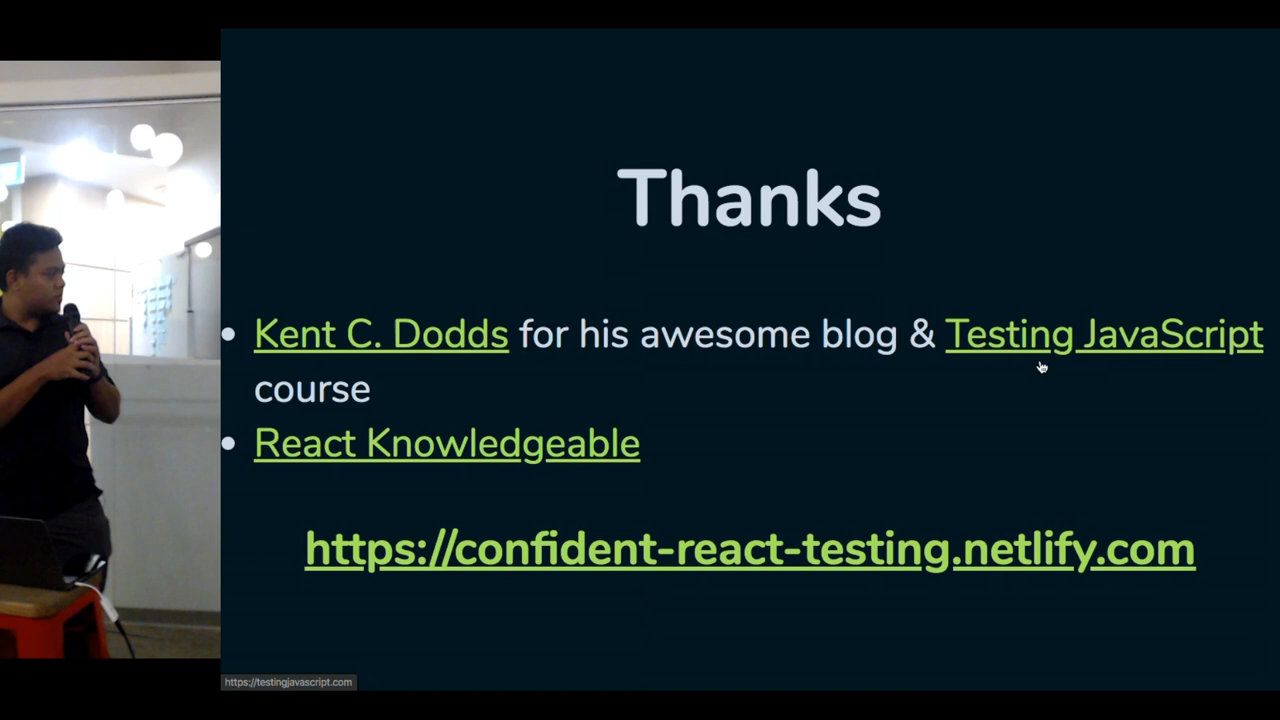 Thanks
• Kent C. Dodds for his awesome blog & Testing JavaScript
course
• React Knowledgeable
https://confident-react-testing.netlify.com
https://testingjavascript.com